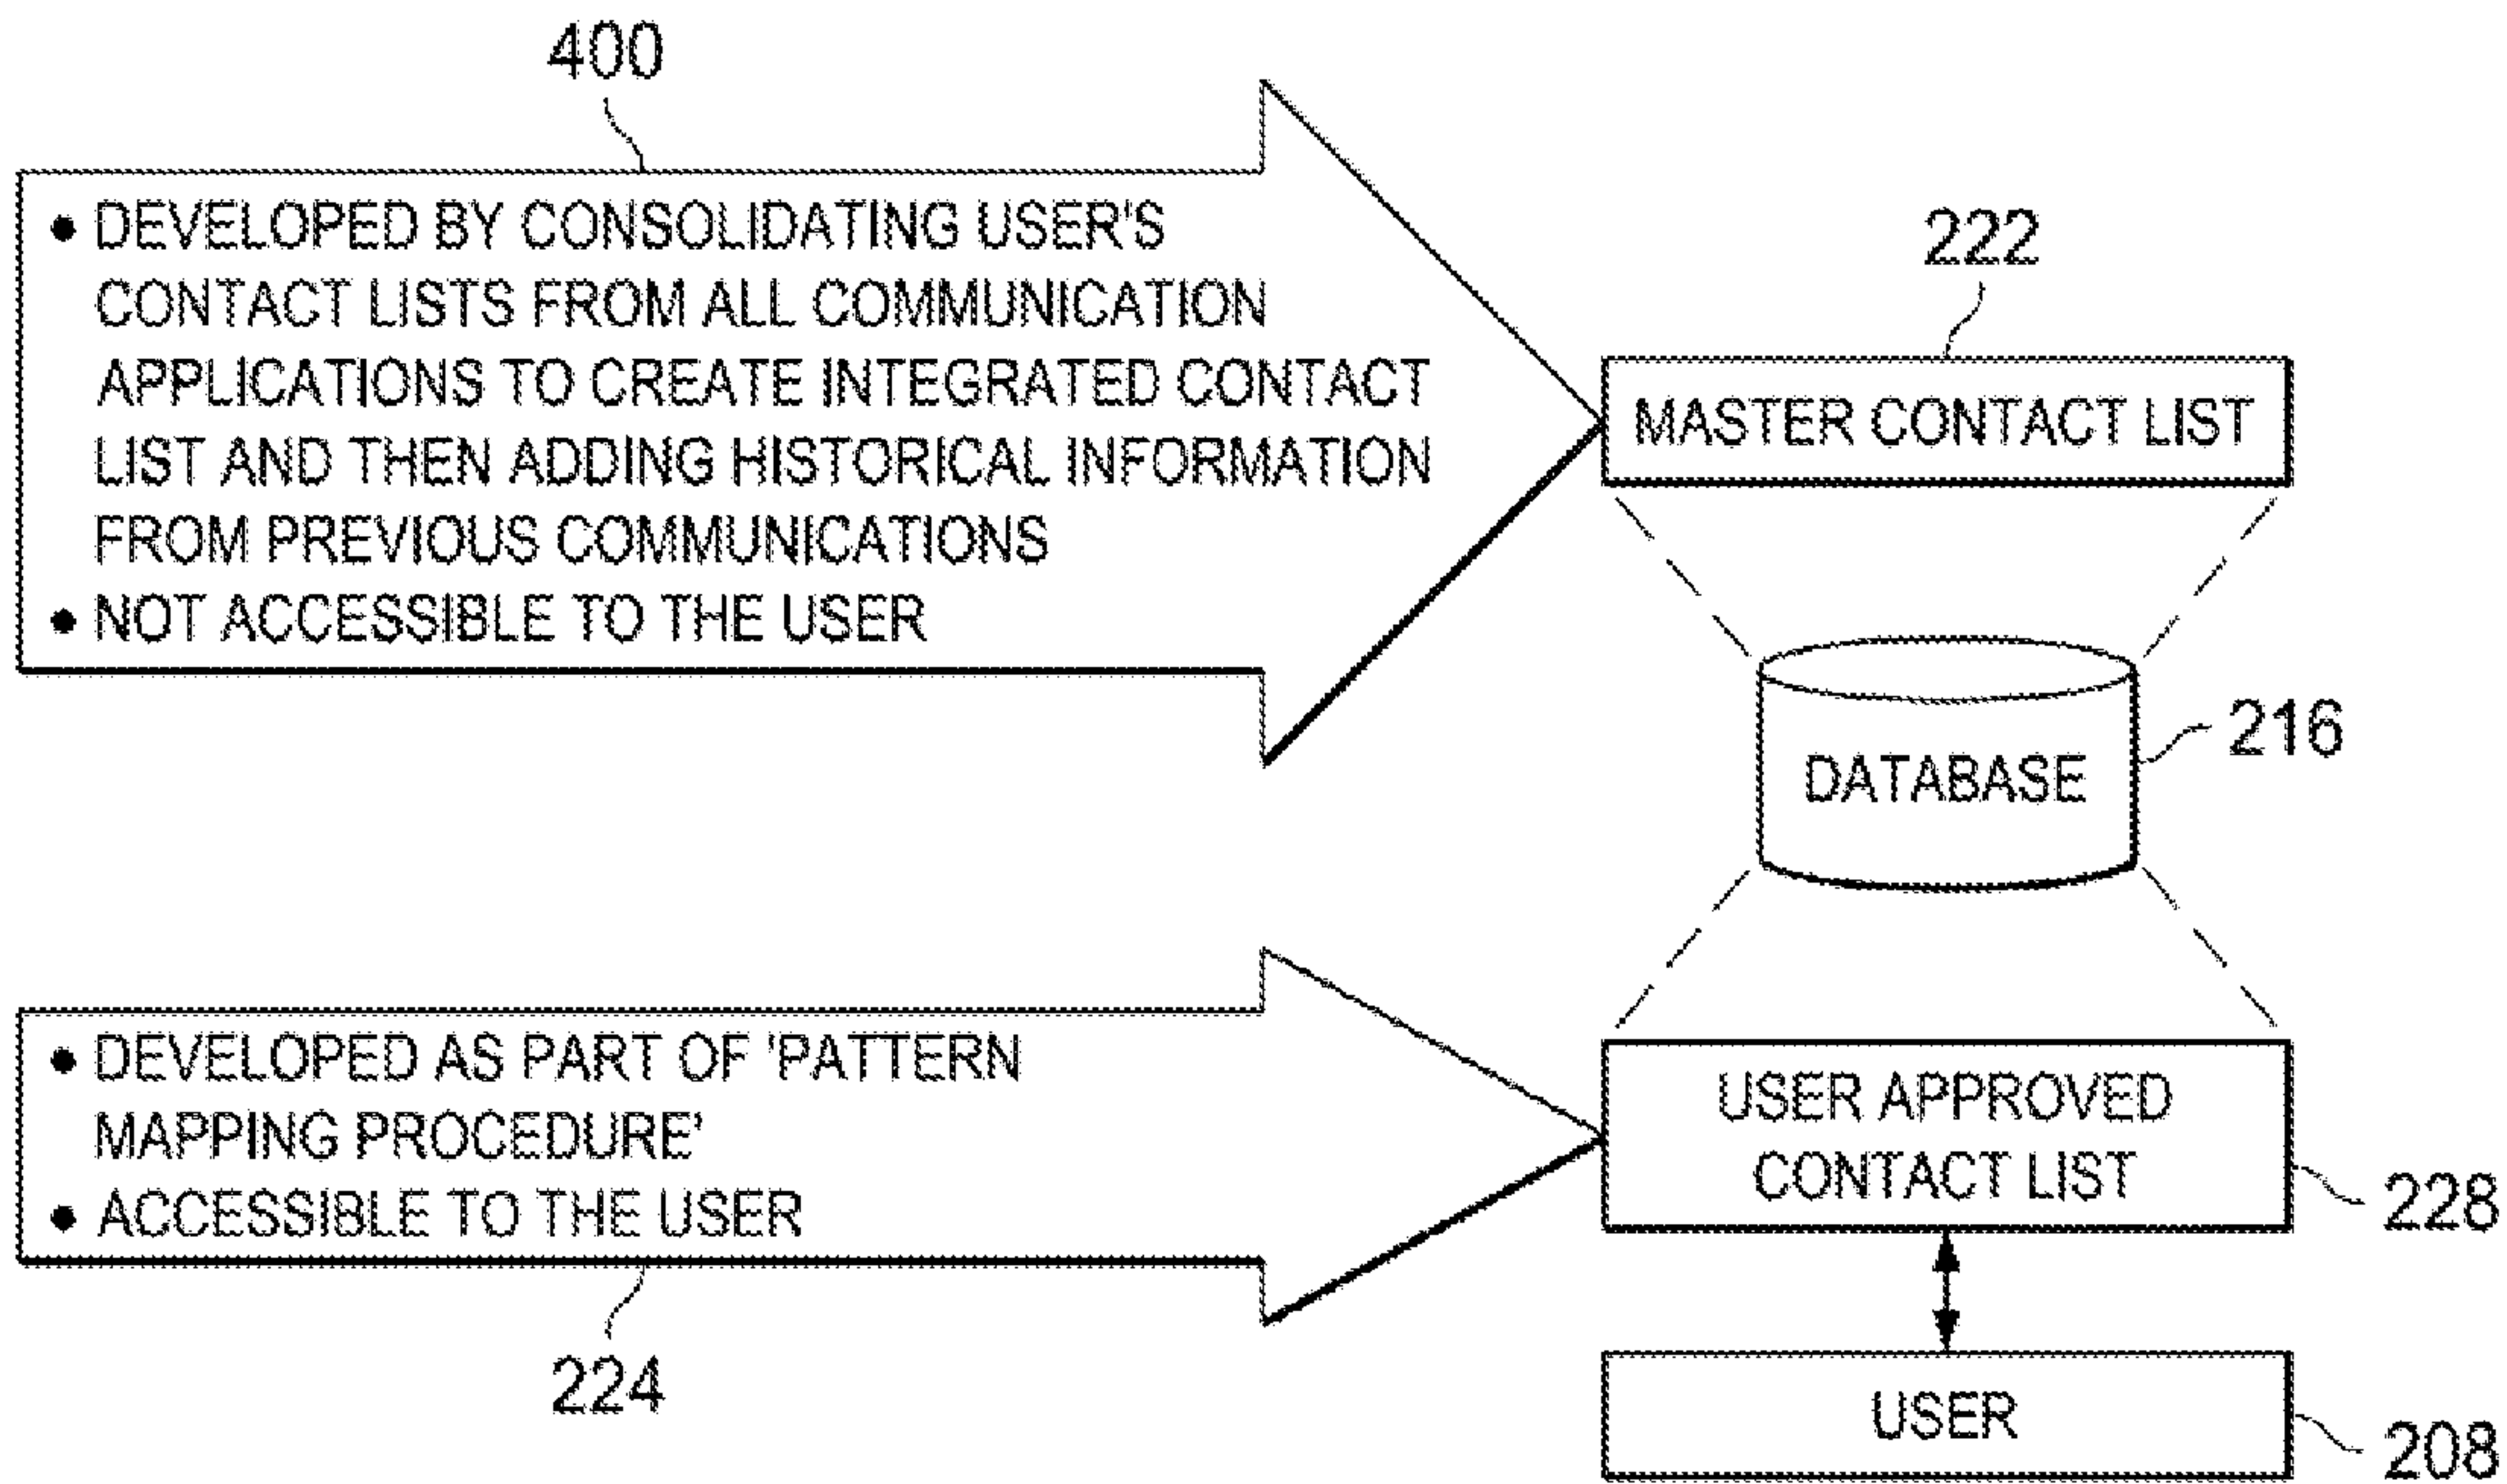 400
• DEVELOPED BY CONSOLIDATING USER'S
CONTACT LISTS FROM ALL COMMUNICATION
APPLICATIONS TO CREATE INTEGRATED CONTACT
LIST AND THEN ADDING HISTORICAL INFORMATION
FROM PREVIOUS COMMUNICATIONS
• NOT ACCESSIBLE TO THE USER
222
MASTER CONTACT LIST
DATABASE
216
• DEVELOPED AS PART OF 'PATTERN
MAPPING PROCEDURE'
• ACCESSIBLE TO THE USER
224
USER APPROVED
CONTACT LIST
228
USER
208